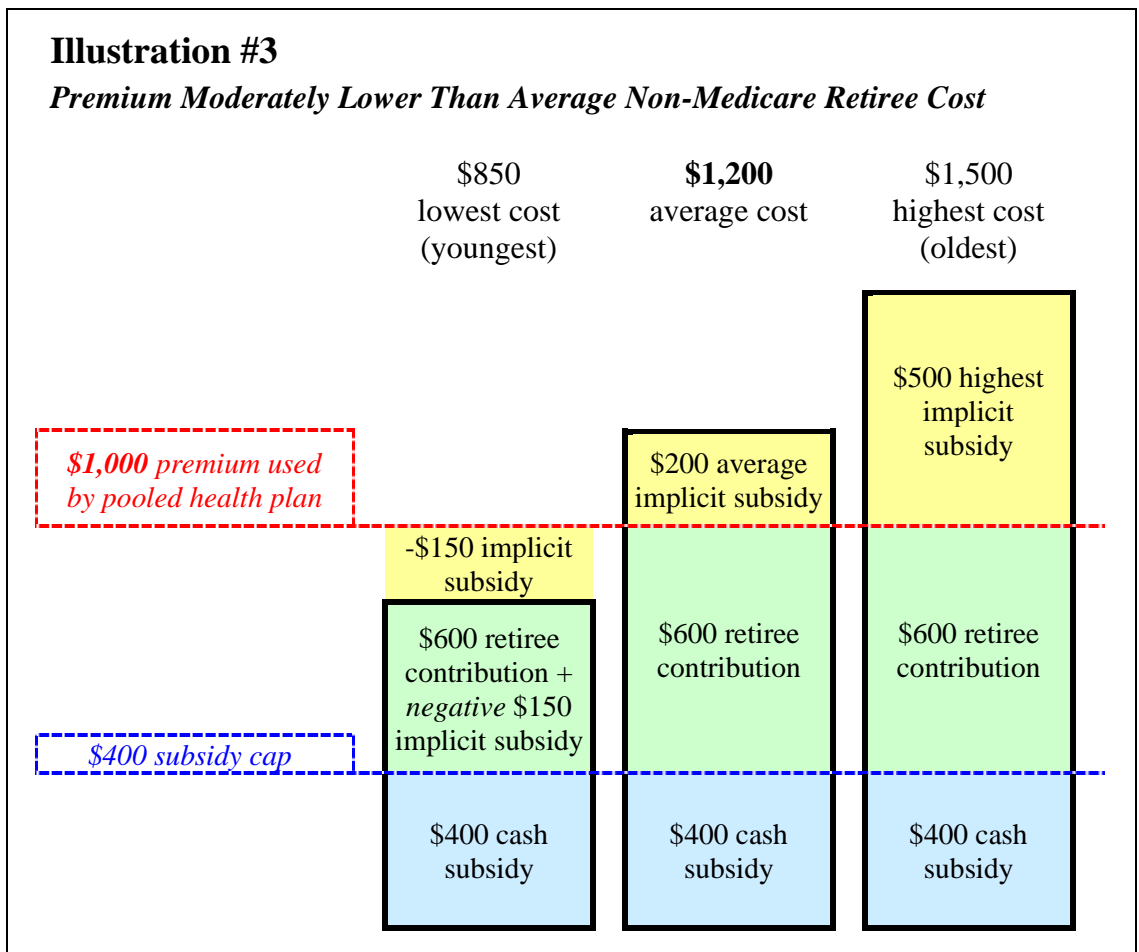 Illustration #3
Premium Moderately Lower Than Average Non-Medicare Retiree Cost
$850
lowest cost
(youngest)
$1,200
average cost
$1,500
highest cost
(oldest)
$1,000 premium used
by pooled health plan
$400 subsidy cap
-$150 implicit
subsidy
$600 retiree
contribution +
negative $150
implicit subsidy
$400 cash
subsidy
$200 average
implicit subsidy
$600 retiree
contribution
$400 cash
subsidy
$500 highest
implicit
subsidy
$600 retiree
contribution
$400 cash
subsidy